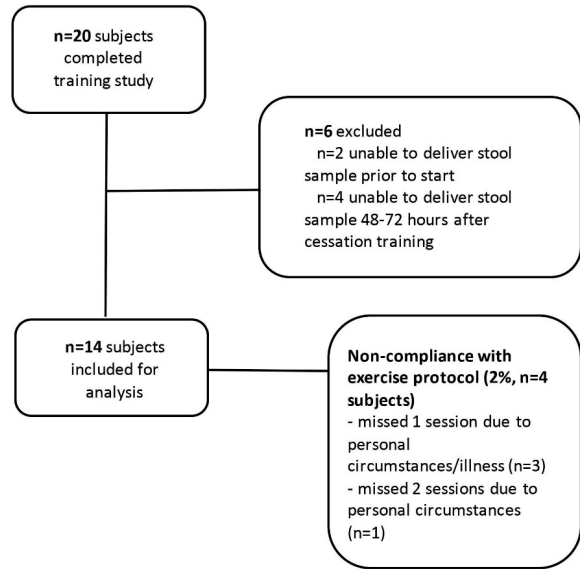 n=20 subjects
completed
training study
n=6 excluded
n=2 unable to deliver stool
sample prior to start
n=4 unable to deliver stool
sample 48-72 hours after
cessation training
n=14 subjects
included for
analysis
Non-compliance with
exercise protocol (2%, n=4
subjects)
- missed 1 session due to
personal
circumstances/illness (n=3)
- missed 2 sessions due to
personal circumstances
(n=1)